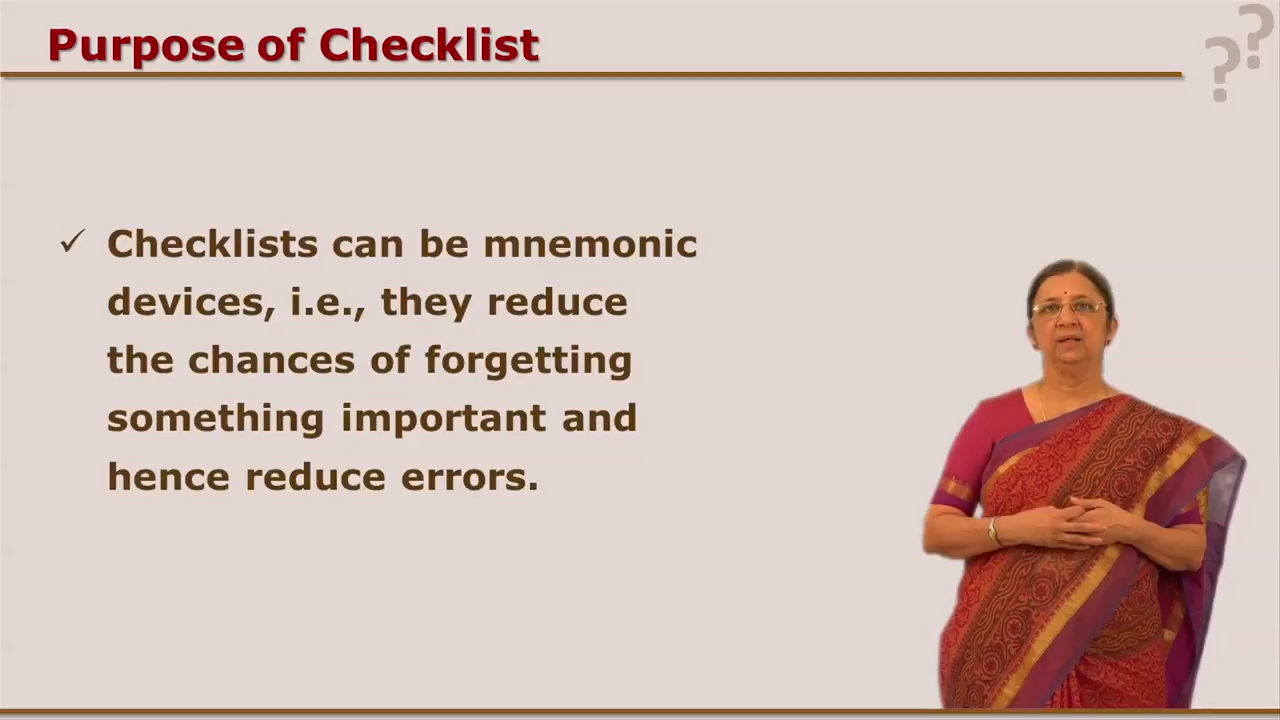 Purpose of Checklist
??
✓ Checklists can be mnemonic
devices, i.e., they reduce
the chances of forgetting
something important and
hence reduce errors.